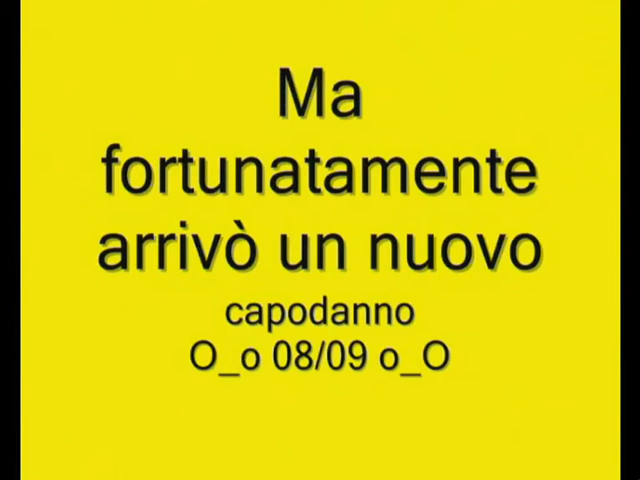 Ma
fortunatamente
arrivò un nuovo
capodanno
O_o 08/09 o_O